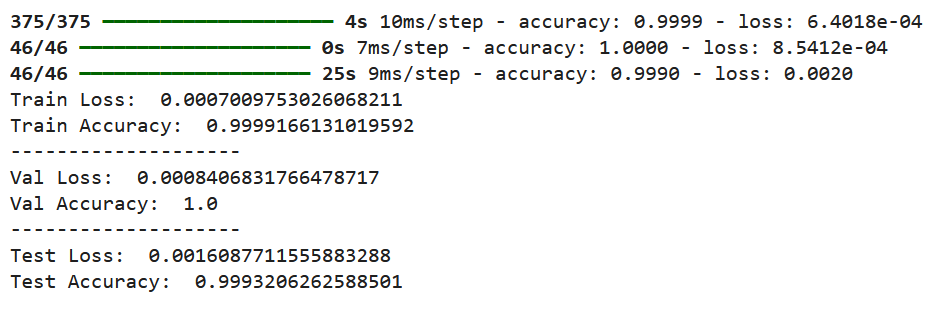 375/375 ━━━━━━━━━━━━━━━━━━━━ 4s 10ms/step - accuracy: 0.9999 - loss: 6.4018e-04
46/46 ━━━━━━━━━━━━━━━━━━━━ 0s 7ms/step - accuracy: 1.0000 - loss: 8.5412e-04
46/46 ━━━━━━━━━━━━━━━━━━━━ 25s 9ms/step - accuracy: 0.9990 - loss: 0.0020
Train Loss:  0.0007009753026068211
Train Accuracy:  0.9999166131019592
--------------------
Val Loss:  0.0008406831766478717
Val Accuracy:  1.0
--------------------
Test Loss:  0.0016087711555883288
Test Accuracy:  0.9993206262588501